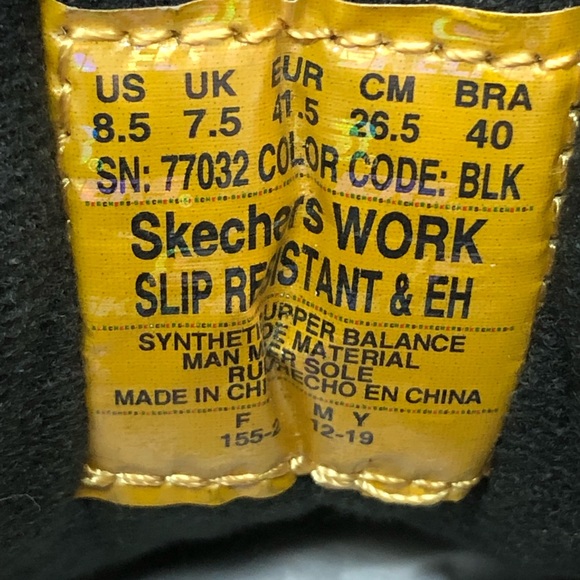 US UK EUR CM BRA
8.5 7.5 41.5 26.5 40
SN: 77032 COLOR CODE: BLK
Skechers WORK
SLIP RESISTANT & EH
SYNTHETIC UPPER BALANCE
MAN MADE MATERIAL
SOLE
MADE IN CHINA HECHO EN CHINA
F M Y
12-19